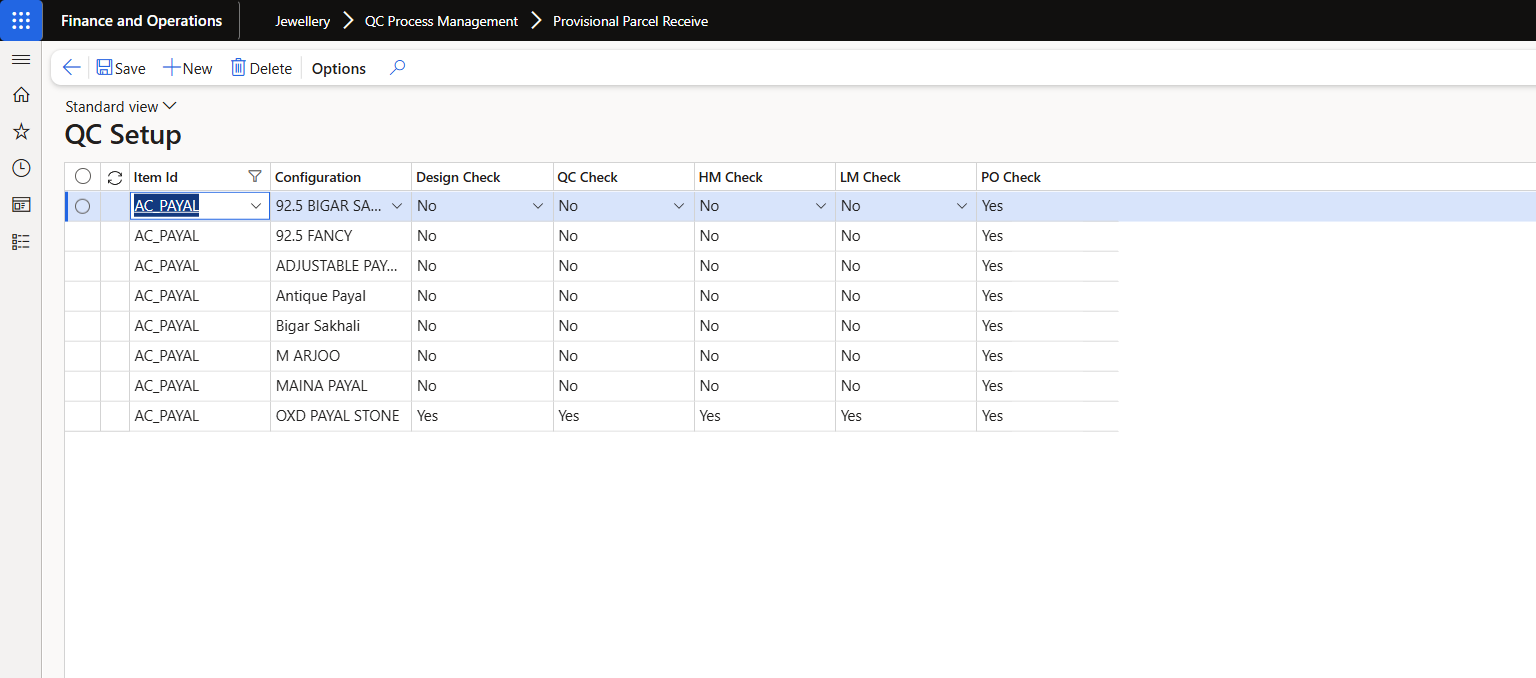 Finance and Operations Jewellery QC Process Management Provisional Parcel Receive
Save New Delete Options
Standard view
QC Setup
Item Id Configuration Design Check QC Check HM Check LM Check PO Check
AC_PAYAL 92.5 BIGAR SA... No No No No Yes
AC_PAYAL 92.5 FANCY No No No No Yes
AC_PAYAL ADJUSTABLE PAY... No No No No Yes
AC_PAYAL Antique Payal No No No No Yes
AC_PAYAL Bigar Sakhali No No No No Yes
AC_PAYAL M ARJOO No No No No Yes
AC_PAYAL MAINA PAYAL No No No No Yes
AC_PAYAL OXD PAYAL STONE Yes Yes Yes Yes Yes